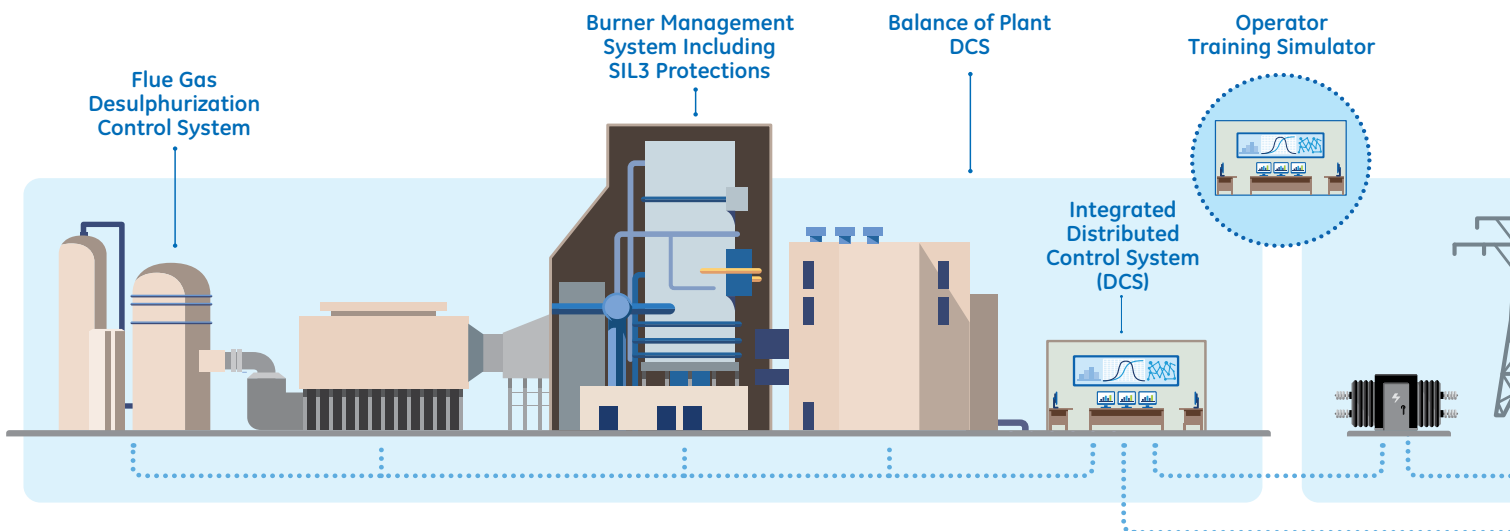 Flue Gas
Desulphurization
Control System
Burner Management
System Including
SIL3 Protections
Balance of Plant
DCS
Operator
Training Simulator
Integrated
Distributed
Control System
(DCS)